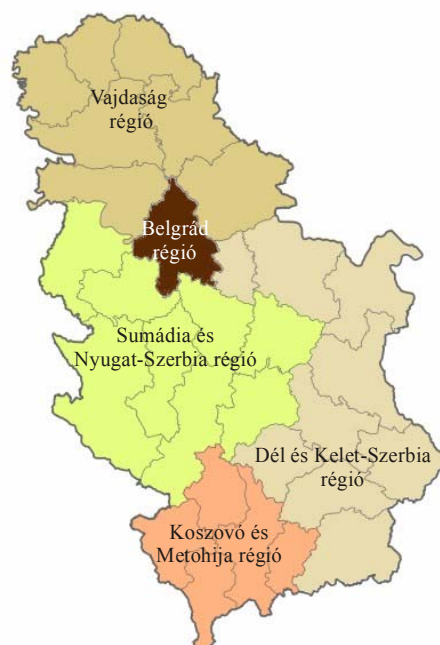 Vajdaság
régió
Belgrád
régió
Sumádia és
Nyugat-Szerbia régió
Dél és Kelet-Szerbia
régió
Koszovó és
Metohija régió